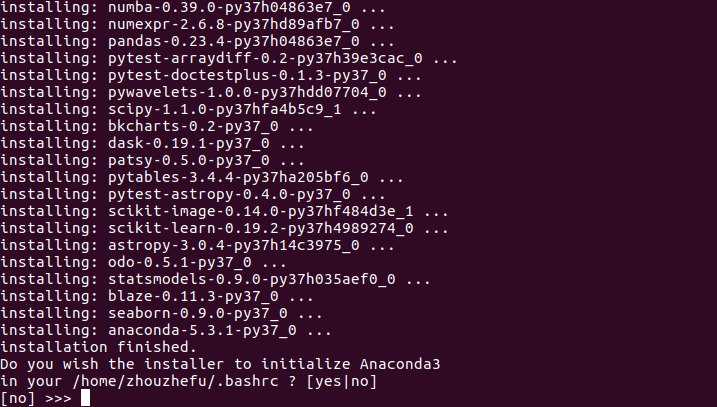 installing: numba-0.39.0-py37h04863e7_0 ...
installing: numexpr-2.6.8-py37hd89afb7_0 ...
installing: pandas-0.23.4-py37h04863e7_0 ...
installing: pytest-arraydiff-0.2-py37h39e3cac_0 ...
installing: pytest-doctestplus-0.1.3-py37_0 ...
installing: pywavelets-1.0.0-py37hdd07704_0 ...
installing: scipy-1.1.0-py37hfa4b5c9_1 ...
installing: bkcharts-0.2-py37_0 ...
installing: dask-0.19.1-py37_0 ...
installing: patsy-0.5.0-py37_0 ...
installing: pytables-3.4.4-py37ha205bf6_0 ...
installing: pytest-astropy-0.4.0-py37_0 ...
installing: scikit-image-0.14.0-py37hf484d3e_1 ...
installing: scikit-learn-0.19.2-py37h4989274_0 ...
installing: astropy-3.0.4-py37h14c3975_0 ...
installing: odo-0.5.1-py37_0 ...
installing: statsmodels-0.9.0-py37h035aef0_0 ...
installing: blaze-0.11.3-py37_0 ...
installing: seaborn-0.9.0-py37_0 ...
installing: anaconda-5.3.1-py37_0 ...
installation finished.
Do you wish the installer to initialize Anaconda3
in your /home/zhouzhefu/.bashrc ? [yes|no]
[no] >>>